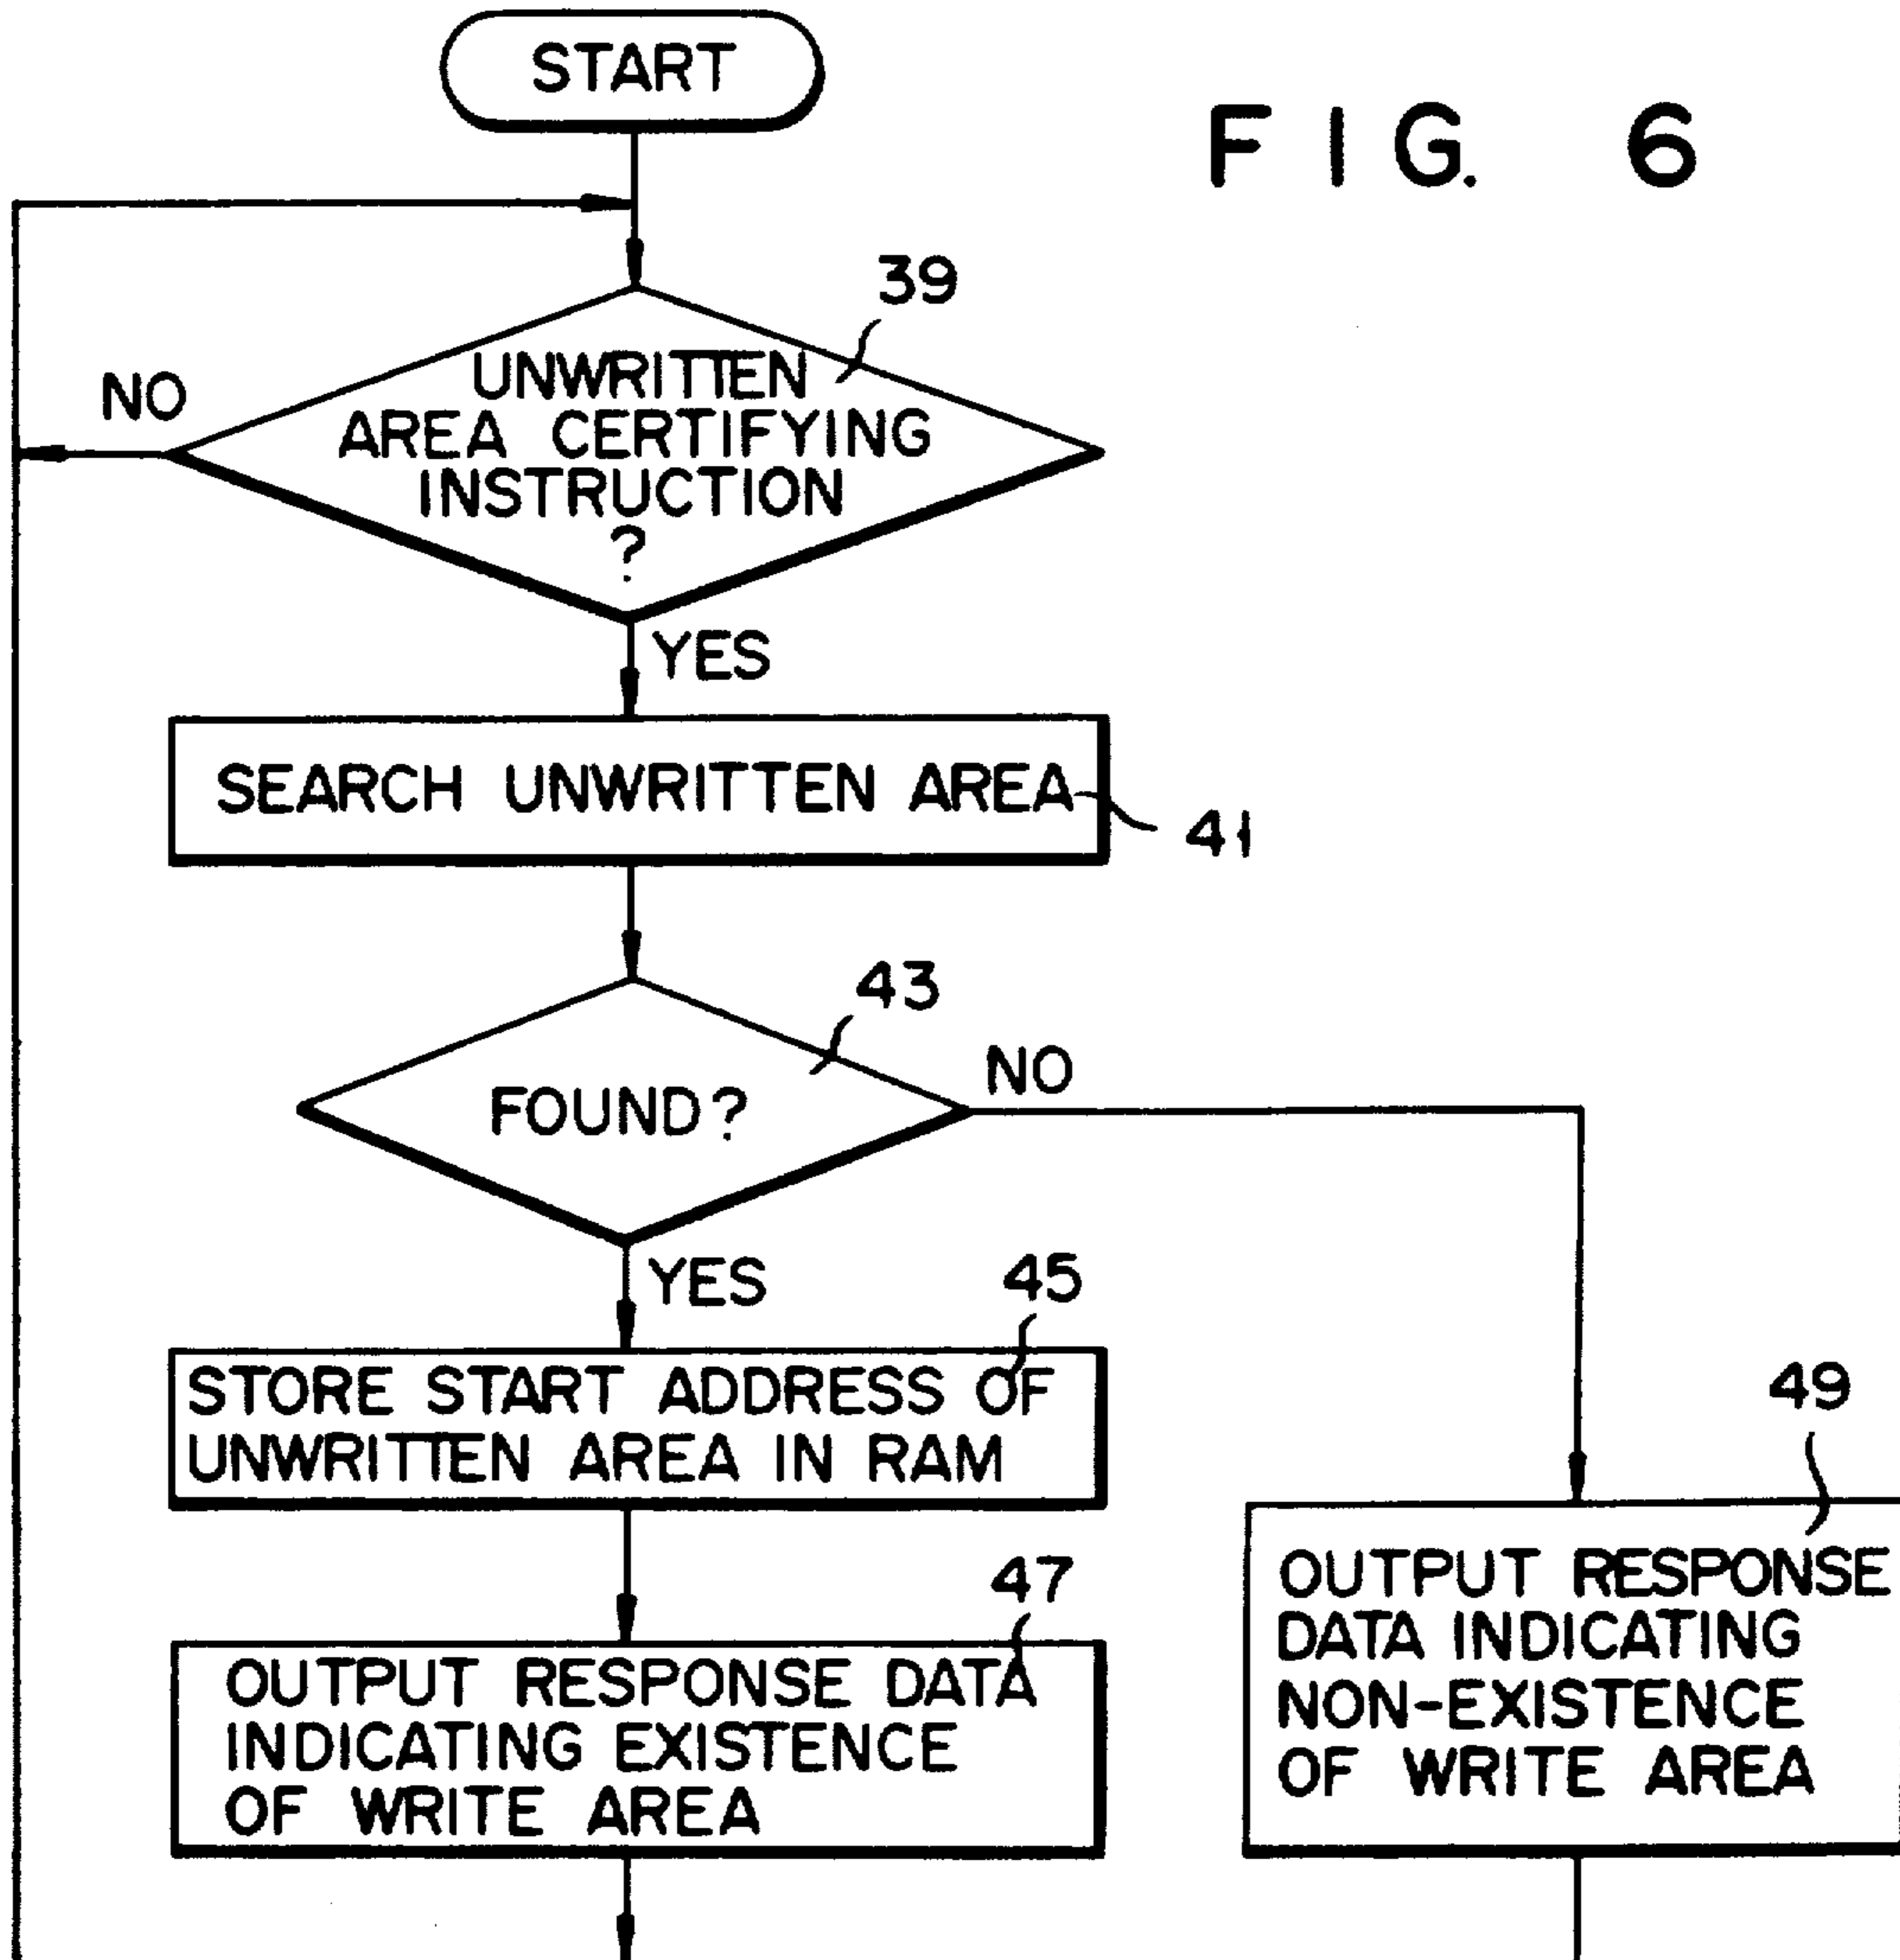 START
FIG. 6
39
UNWRITTEN
AREA CERTIFYING
INSTRUCTION
?
NO
YES
SEARCH UNWRITTEN AREA
41
43
FOUND?
NO
YES
45
STORE START ADDRESS OF
UNWRITTEN AREA IN RAM
49
47
OUTPUT RESPONSE DATA
INDICATING EXISTENCE
OF WRITE AREA
OUTPUT RESPONSE
DATA INDICATING
NON-EXISTENCE
OF WRITE AREA